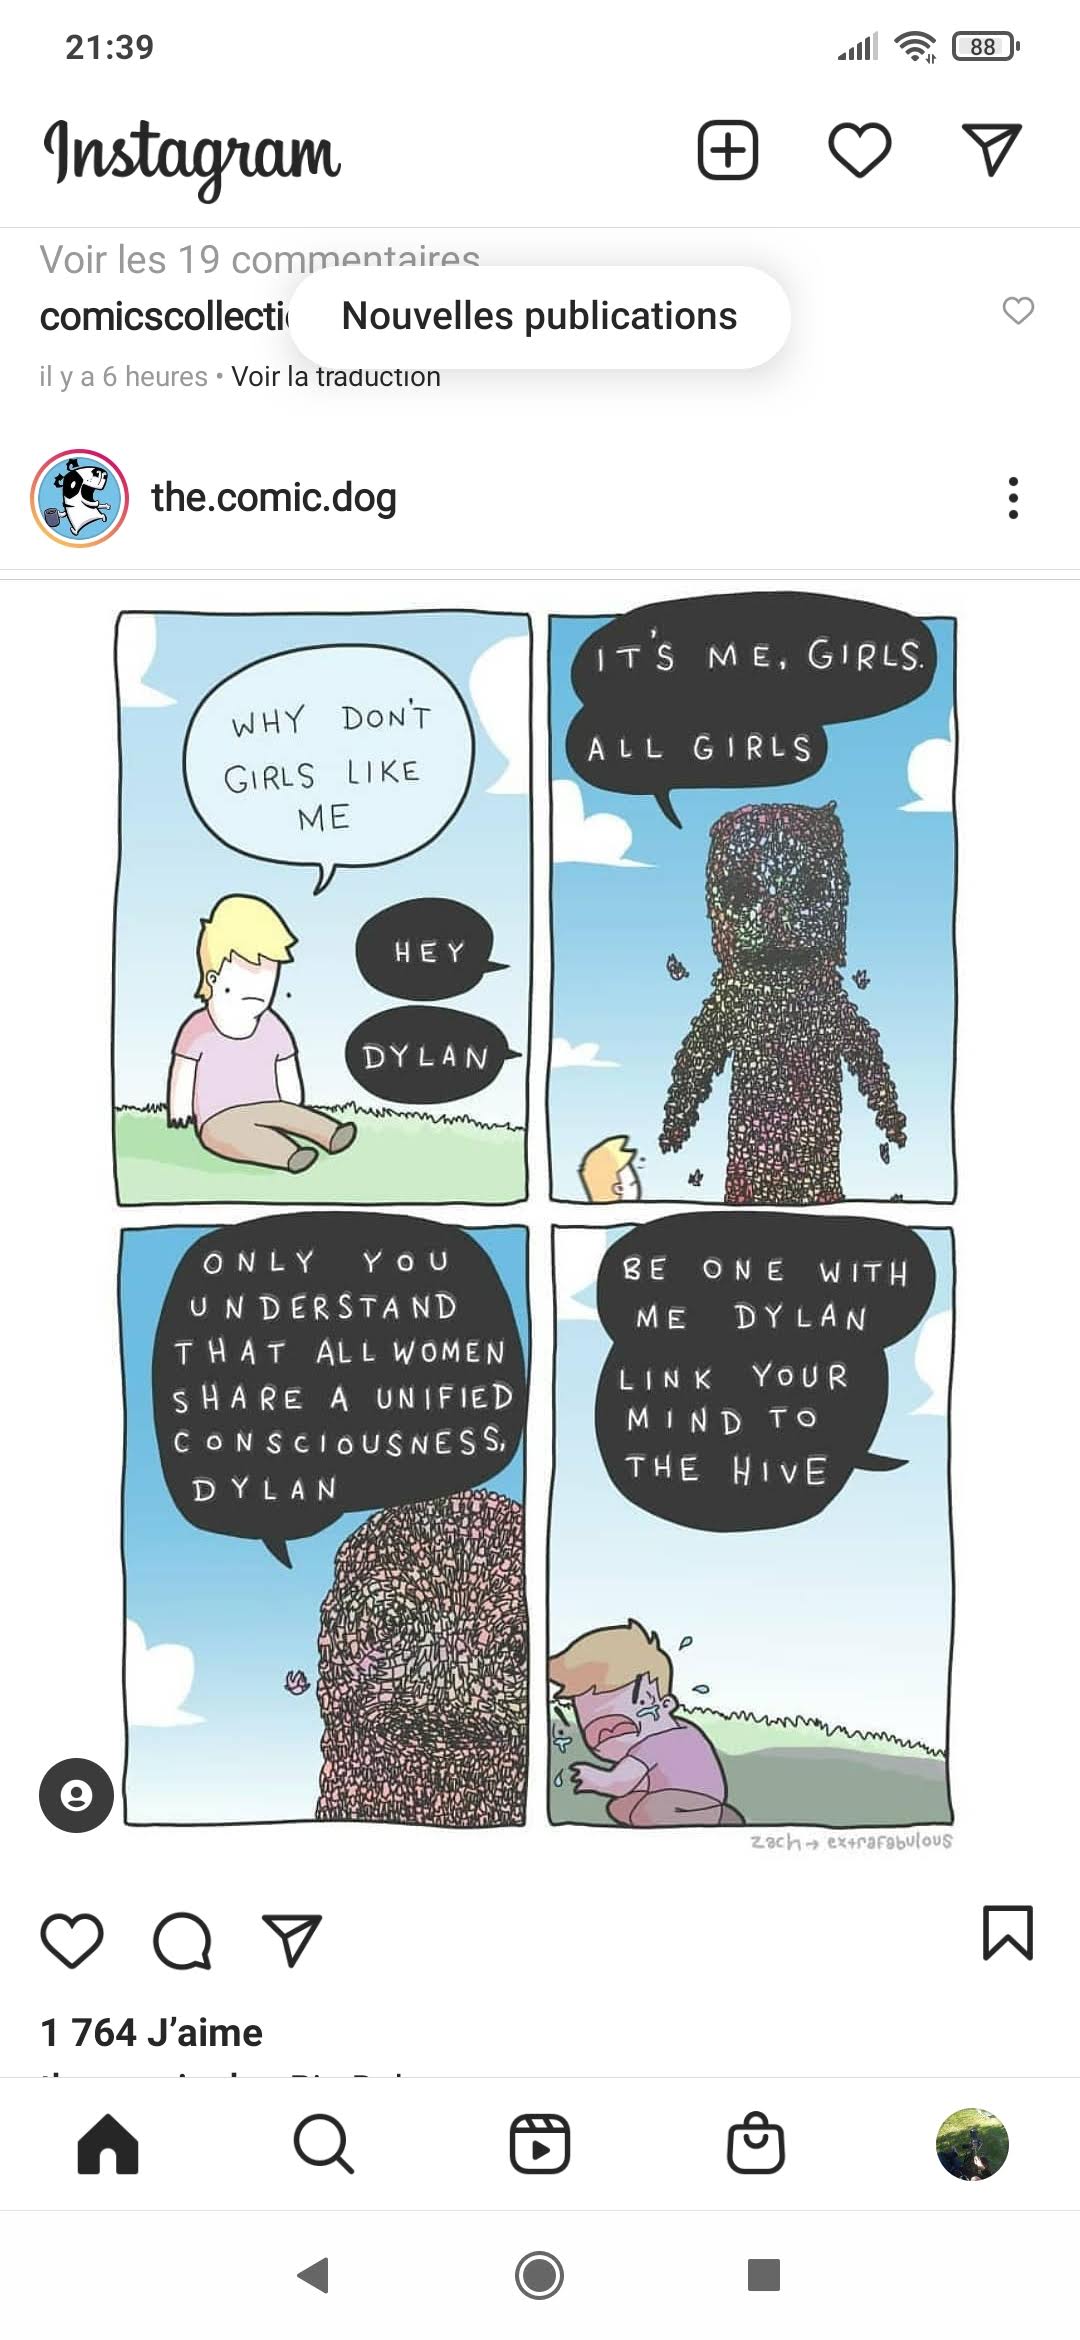 21:39
88
Instagram
Voir les 19 commentaires
Nouvelles publications
il y a 6 heures • Voir la traduction
the.comic.dog
WHY DON'T
GIRLS LIKE
ME
HEY
DYLAN
IT'S ME, GIRLS.
ALL GIRLS
ONLY YOU
UNDERSTAND
THAT ALL WOMEN
SHARE A UNIFIED
CONSCIOUSNESS,
DYLAN
BE ONE WITH
ME DYLAN
LINK YOUR
MIND TO
THE HIVE
zach → extrafabulous
1 764 J’aime